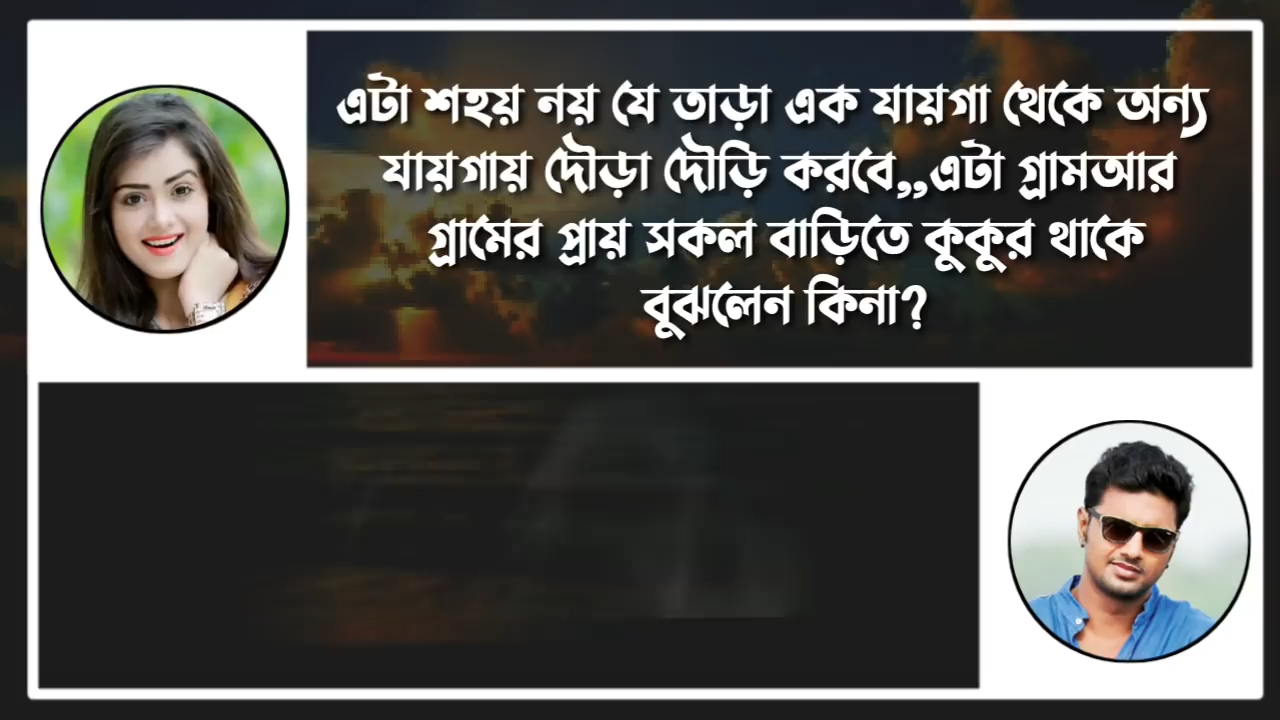 এটা শহয় নয় যে তাড়া এক যায়গা থেকে অন্য
যায়গায় দৌড়া দৌড়ি করবে,,এটা গ্রামআর
গ্রামের প্রায় সকল বাড়িতে কুকুর থাকে
বুঝলেন কিনা?